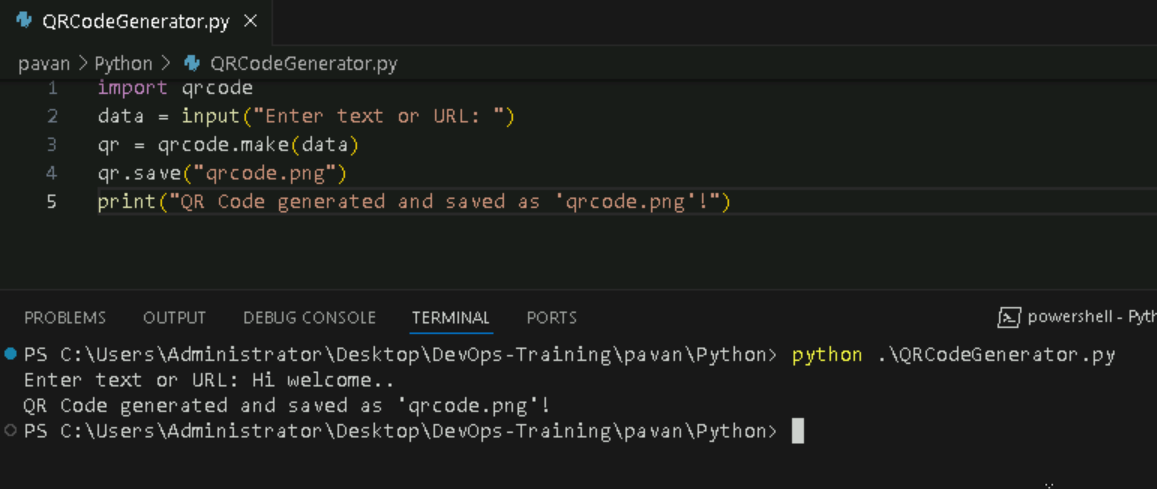 QRCodeGenerator.py ×
pavan > Python > QRCodeGenerator.py
1 import qrcode
2 data = input("Enter text or URL: ")
3 qr = qrcode.make(data)
4 qr.save("qrcode.png")
5 print("QR Code generated and saved as 'qrcode.png'!")
PROBLEMS OUTPUT DEBUG CONSOLE TERMINAL PORTS powershell - Pyth
PS C:\Users\Administrator\Desktop\DevOps-Training\pavan\Python> python .\QRCodeGenerator.py
Enter text or URL: Hi welcome..
QR Code generated and saved as 'qrcode.png'!
PS C:\Users\Administrator\Desktop\DevOps-Training\pavan\Python>